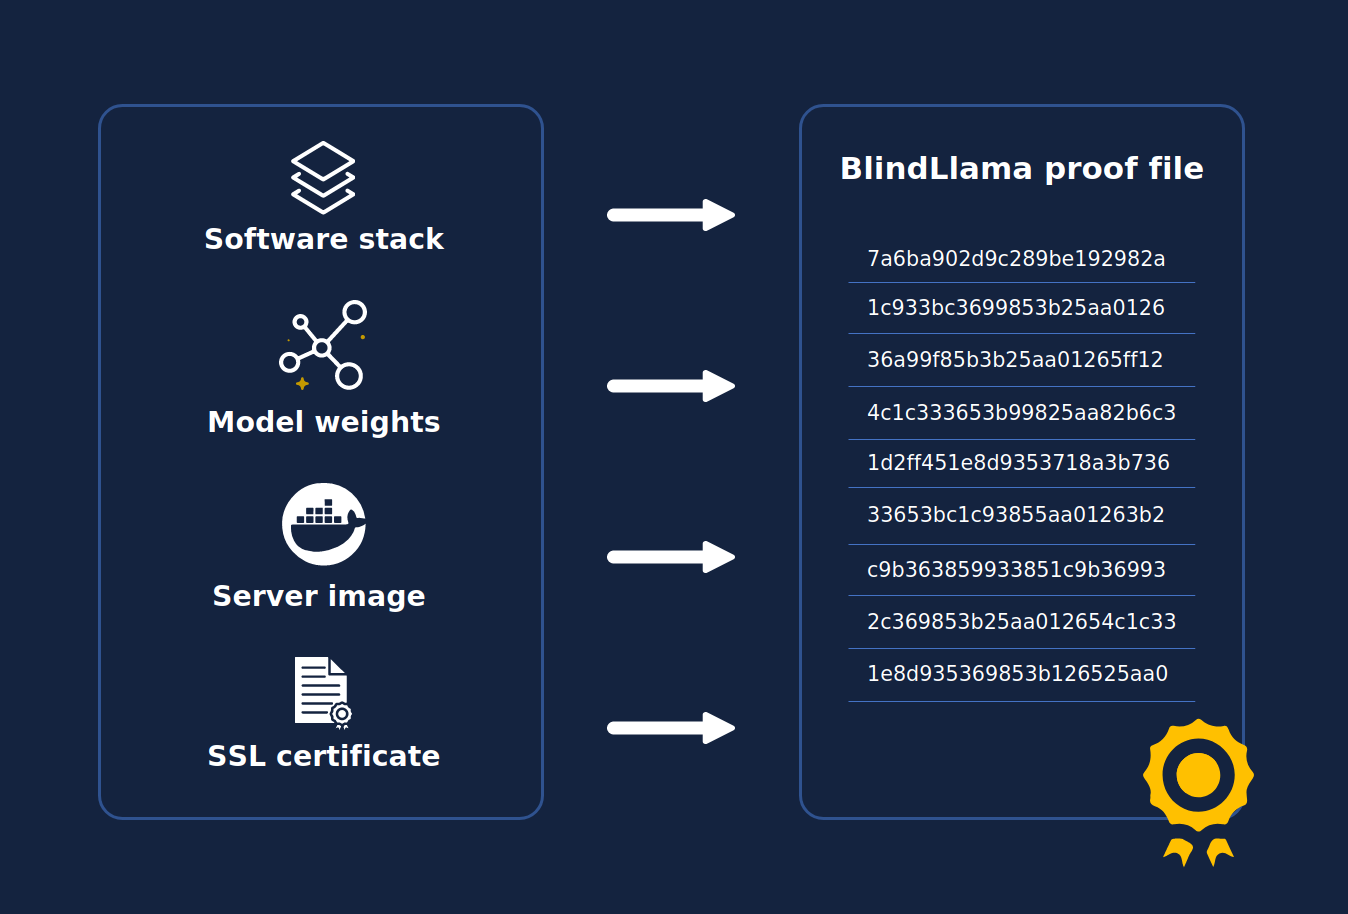 Software stack
Model weights
Server image
SSL certificate
BlindLlama proof file
7a6ba902d9c289be192982a
1c933bc3699853b25aa0126
36a99f85b3b25aa01265ff12
4c1c333653b99825aa82b6c3
1d2ff451e8d9353718a3b736
33653bc1c93855aa01263b2
c9b363859933851c9b36993
2c369853b25aa012654c1c33
1e8d935369853b126525aa0